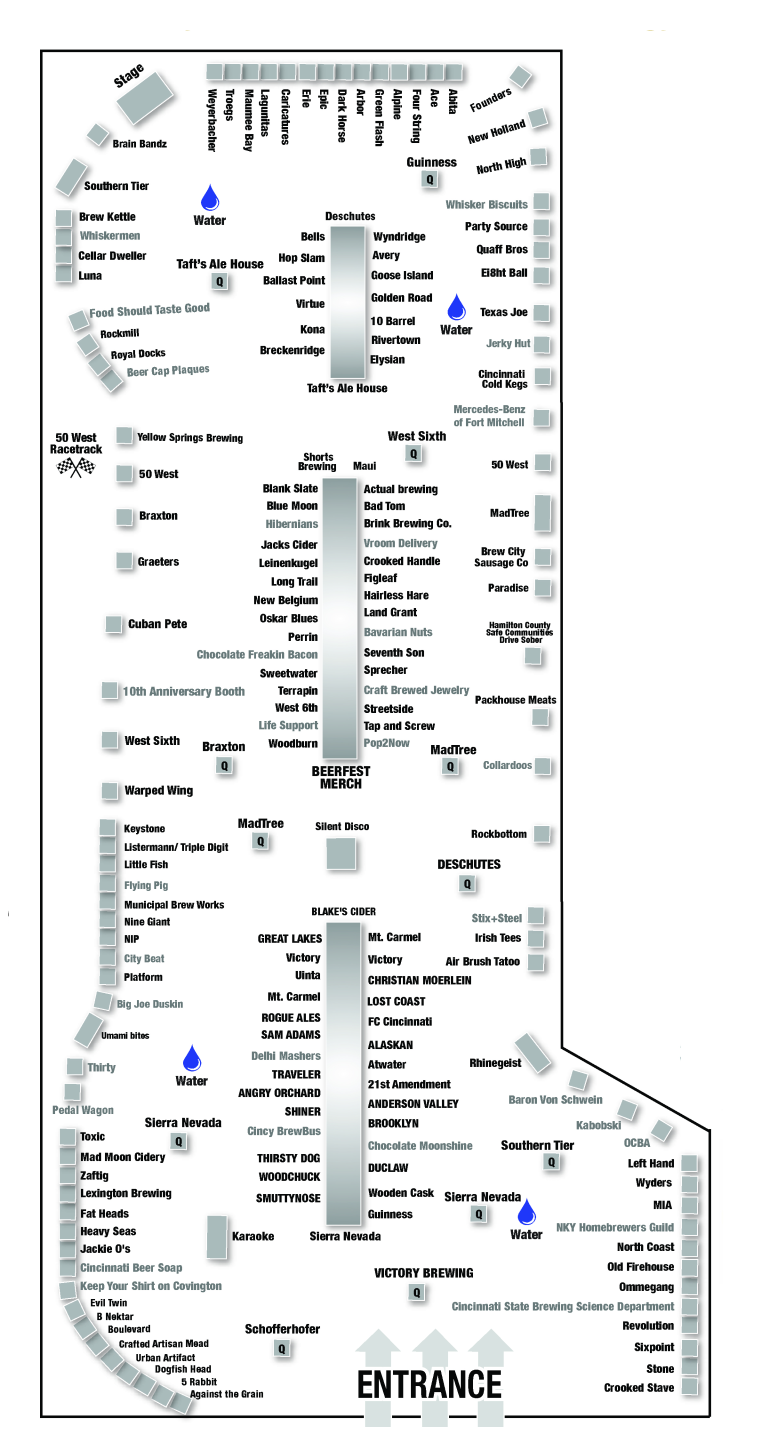 Stage
Weyerbacher
Troegs
Maumee Bay
Lagunitas
Caricatures
Erie
Epic
Dark Horse
Arbor
Green Flash
Alpine
Four String
Ace
Abita
Founders
New Holland
North High
Brain Bandz
Southern Tier
Guinness
Q
Water
Brew Kettle
Whiskermen
Cellar Dweller
Luna
Taft's Ale House
Q
Deschutes
Bells
Hop Slam
Ballast Point
Virtue
Kona
Breckenridge
Wyndridge
Avery
Goose Island
Golden Road
10 Barrel
Rivertown
Elysian
Taft's Ale House
Water
Whisker Biscuits
Party Source
Quaff Bros
Ei8ht Ball
Texas Joe
Jerky Hut
Cincinnati
Cold Kegs
Mercedes-Benz
of Fort Mitchell
Food Should Taste Good
Rockmill
Royal Docks
Beer Cap Plaques
50 West
Racetrack
Yellow Springs Brewing
50 West
Braxton
Graeters
Cuban Pete
10th Anniversary Booth
West Sixth
Warped Wing
West Sixth
Q
Shorts
Brewing
Maui
Blank Slate
Blue Moon
Hibernians
Jacks Cider
Leinenkugel
Long Trail
New Belgium
Oskar Blues
Perrin
Chocolate Freakin Bacon
Sweetwater
Terrapin
West 6th
Life Support
Woodburn
Actual brewing
Bad Tom
Brink Brewing Co.
Vroom Delivery
Crooked Handle
Figleaf
Hairless Hare
Land Grant
Bavarian Nuts
Seventh Son
Sprecher
Craft Brewed Jewelry
Streetside
Tap and Screw
Pop2Now
BEERFEST
MERCH
50 West
MadTree
Brew City
Sausage Co
Paradise
Hamilton County
Safe Communities
Drive Sober
Packhouse Meats
Collardoos
Rockbottom
Braxton
Q
MadTree
Q
MadTree
Q
Silent Disco
DESCHUTES
Q
Keystone
Listermann/ Triple Digit
Little Fish
Flying Pig
Municipal Brew Works
Nine Giant
NIP
City Beat
Platform
Big Joe Duskin
Umami bites
Thirty
Pedal Wagon
Water
BLAKE'S CIDER
GREAT LAKES
Victory
Uinta
Mt. Carmel
ROGUE ALES
SAM ADAMS
Delhi Mashers
TRAVELER
ANGRY ORCHARD
SHINER
Cincy BrewBus
THIRSTY DOG
WOODCHUCK
SMUTTYNOSE
Mt. Carmel
Victory
CHRISTIAN MOERLEIN
LOST COAST
FC Cincinnati
ALASKAN
Atwater
21st Amendment
ANDERSON VALLEY
BROOKLYN
Chocolate Moonshine
DUCLAW
Wooden Cask
Guinness
Sierra Nevada
Stix+Steel
Irish Tees
Air Brush Tatoo
Rhinegeist
Baron Von Schwein
Kabobski
OCBA
Sierra Nevada
Q
Southern Tier
Q
Sierra Nevada
Q
Water
Toxic
Mad Moon Cidery
Zaftig
Lexington Brewing
Fat Heads
Heavy Seas
Jackie O's
Cincinnati Beer Soap
Keep Your Shirt on Covington
Evil Twin
B Nektar
Boulevard
Crafted Artisan Mead
Urban Artifact
Dogfish Head
5 Rabbit
Against the Grain
Karaoke
VICTORY BREWING
Q
Schofferhofer
Q
Left Hand
Wyders
MIA
NKY Homebrewers Guild
North Coast
Old Firehouse
Ommegang
Cincinnati State Brewing Science Department
Revolution
Sixpoint
Stone
Crooked Stave
ENTRANCE